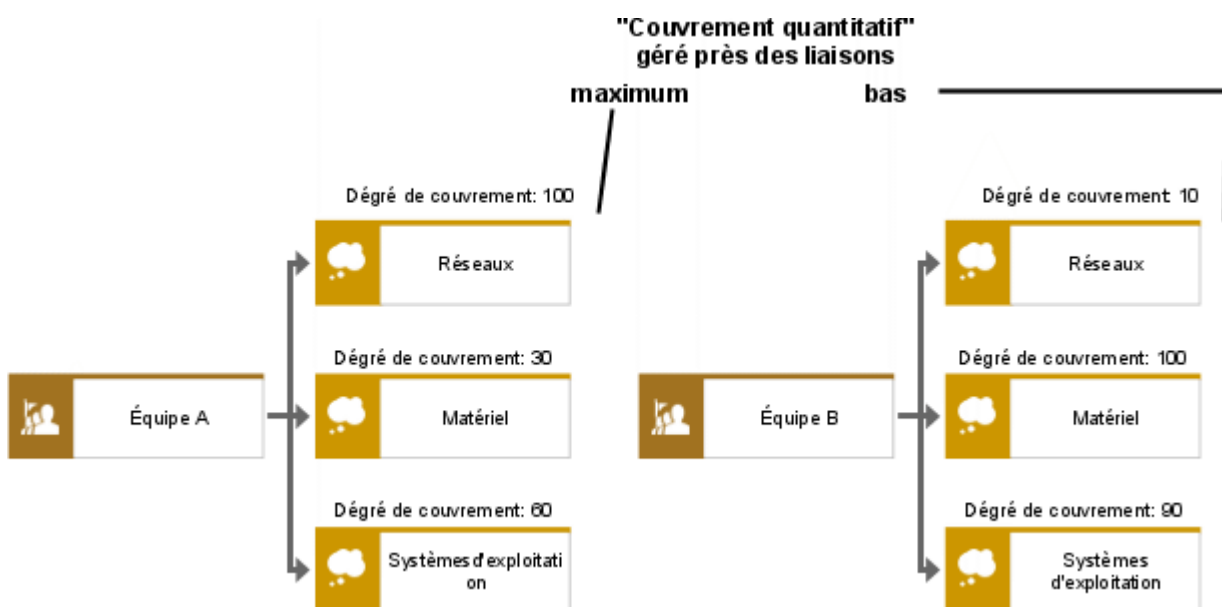 "Couvrement quantitatif"
géré près des liaisons
maximum
bas
Dégré de couvrement: 100
Réseaux
Dégré de couvrement: 30
Équipe A
Matériel
Dégré de couvrement: 60
Systèmes d'exploitati
on
Dégré de couvrement: 10
Réseaux
Dégré de couvrement: 100
Équipe B
Matériel
Dégré de couvrement: 90
Systèmes
d'exploitation